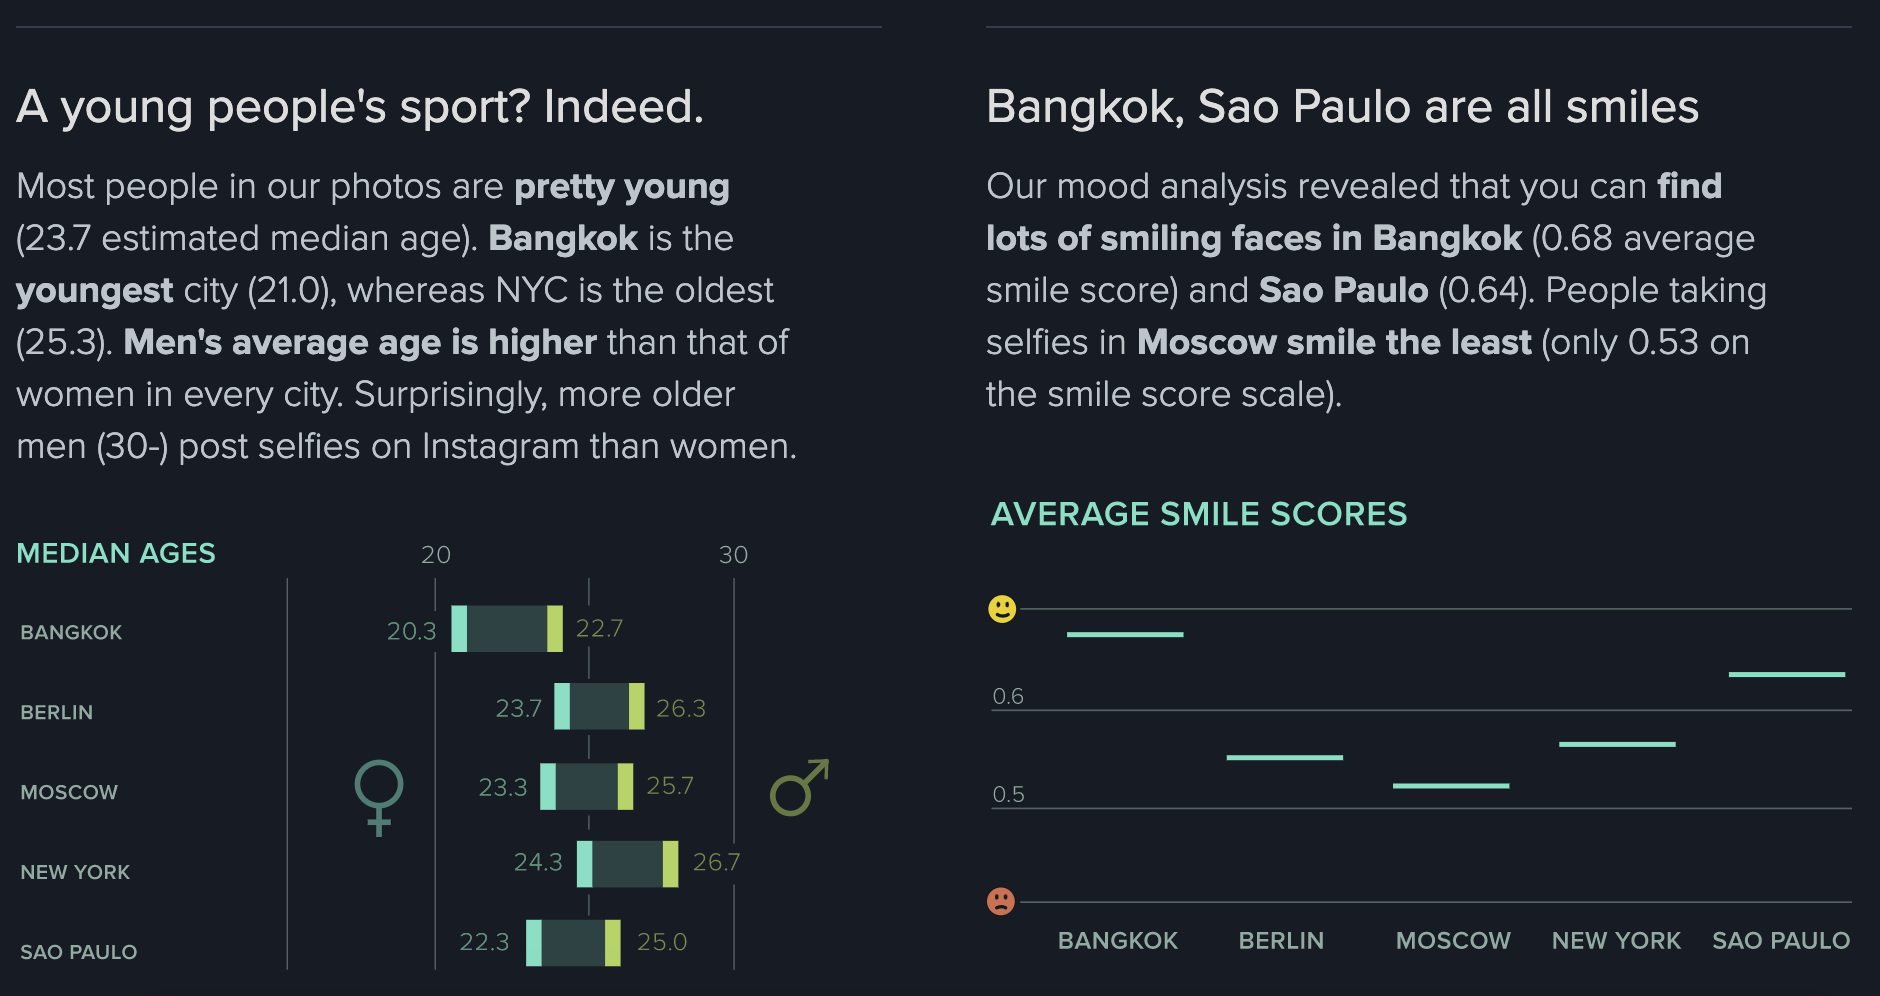 A young people's sport? Indeed.
Most people in our photos are pretty young
(23.7 estimated median age). Bangkok is the
youngest city (21.0), whereas NYC is the oldest
(25.3). Men's average age is higher than that of
women in every city. Surprisingly, more older
men (30-) post selfies on Instagram than women.
MEDIAN AGES
20
30
BANGKOK
20.3
22.7
BERLIN
23.7
26.3
MOSCOW
23.3
25.7
NEW YORK
24.3
26.7
SAO PAULO
22.3
25.0
Bangkok, Sao Paulo are all smiles
Our mood analysis revealed that you can find
lots of smiling faces in Bangkok (0.68 average
smile score) and Sao Paulo (0.64). People taking
selfies in Moscow smile the least (only 0.53 on
the smile score scale).
AVERAGE SMILE SCORES
0.6
0.5
BANGKOK
BERLIN
MOSCOW
NEW YORK
SAO PAULO